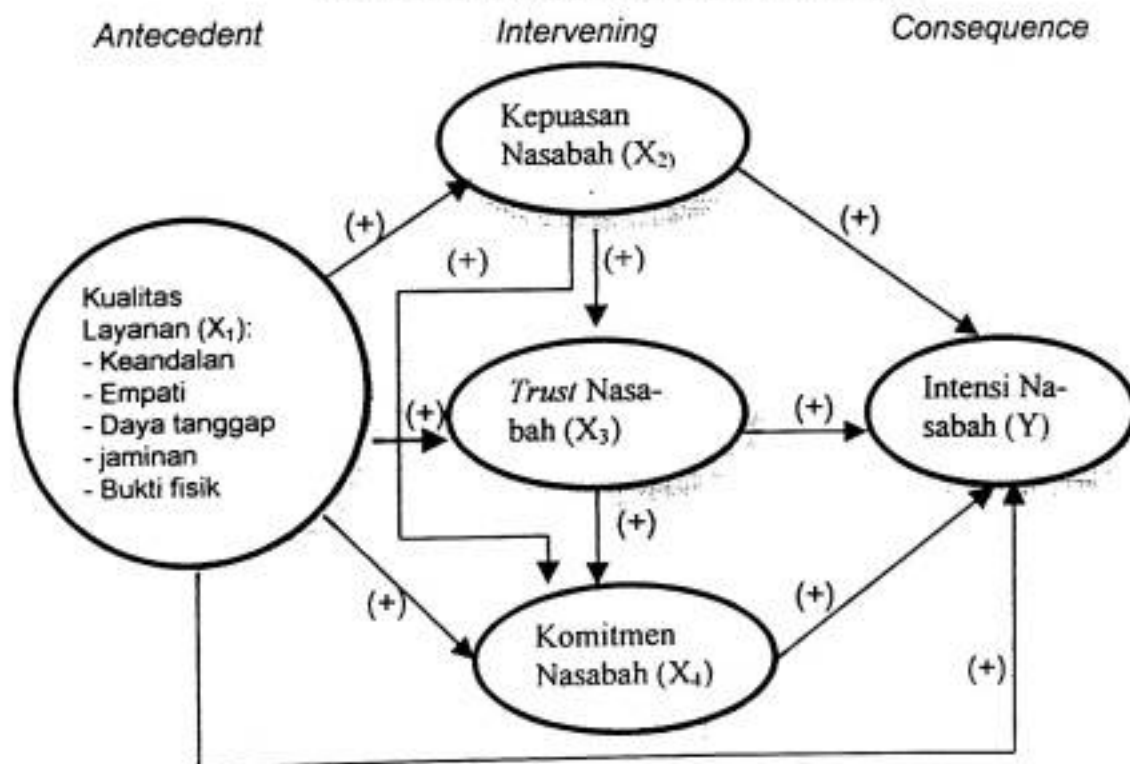 Antecedent Intervening Consequence
Kepuasan
Nasabah (X₂)
(+)
(+)
(+)
(+)
Kualitas
Layanan (X₁):
- Keandalan
- Empati
- Daya tanggap
- jaminan
- Bukti fisik
(+)
Trust Nasa-
bah (X₃)
(+)
Intensi Na-
sabah (Y)
(+)
(+)
Komitmen
Nasabah (X₄)
(+)
(+)